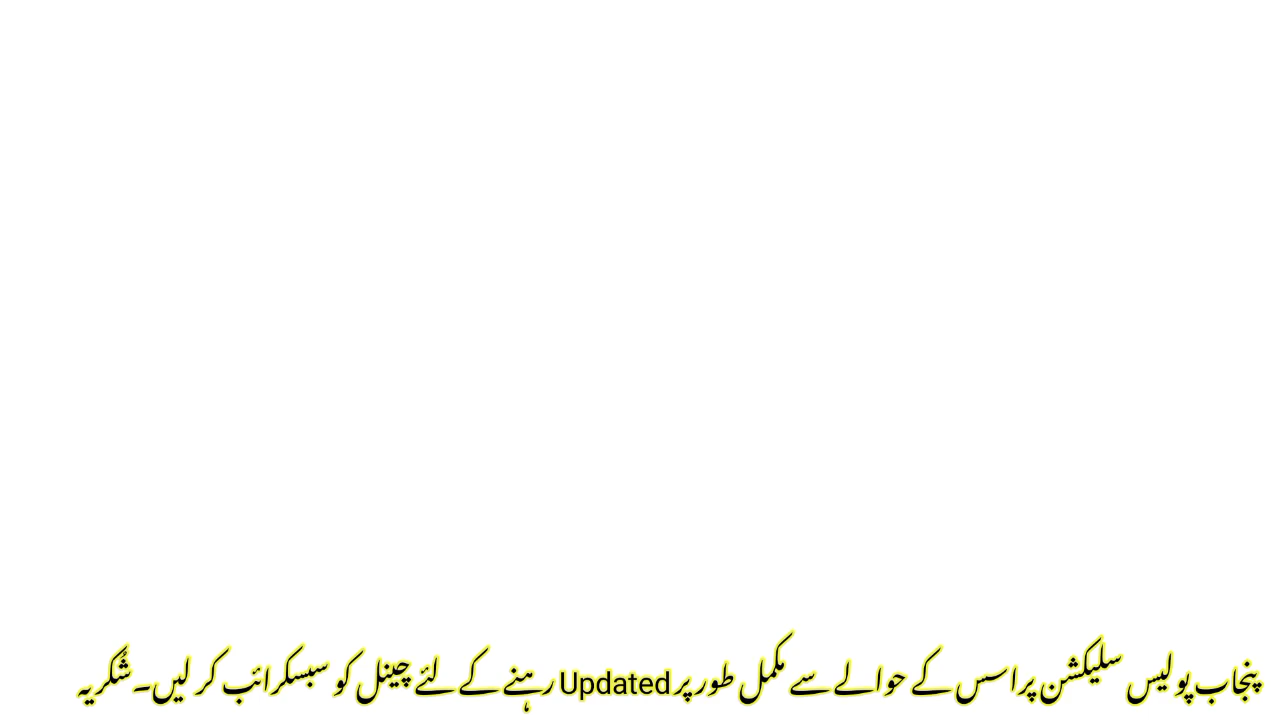 پنجاب پولیس سلیکشن پراسس کے حوالے سے مکمل طور پر Updated رہنے کے لئے چینل کو سبسکرائب کر لیں۔شُکریہ